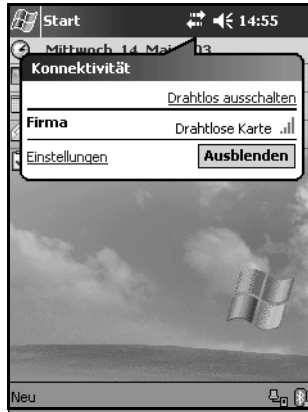 Start 14:55
Mittwoch, 14. Mai 03
Konnektivität
Drahtlos ausschalten
Firma Drahtlose Karte
Einstellungen Ausblenden
Neu